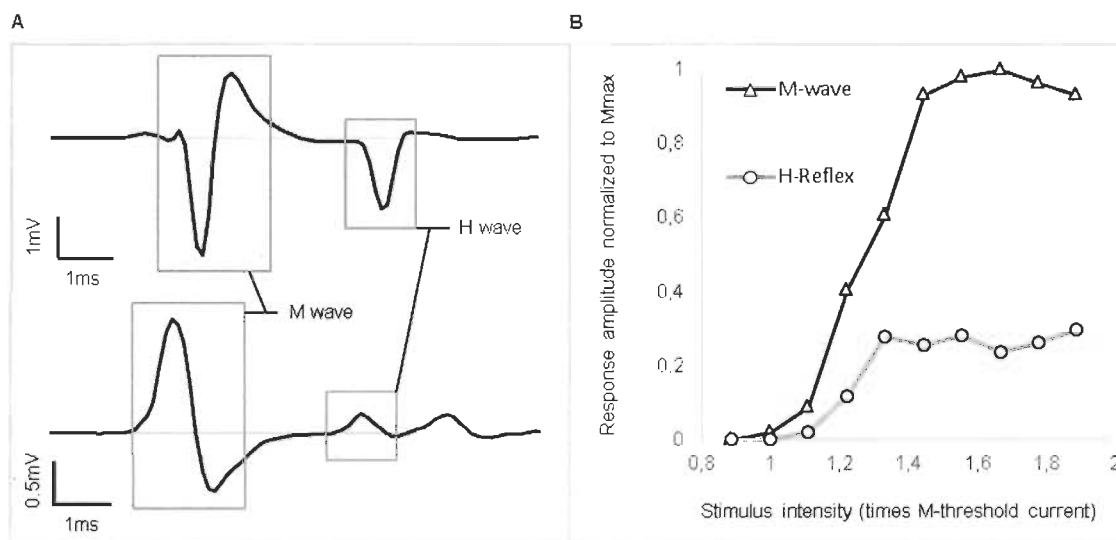 A
1mV
1ms
H wave
M wave
0.5mV
1ms
B
Response amplitude normalized to Mmax
1
0,8
0,6
0,4
0,2
0
M-wave
H-Reflex
0,8
1
1,2
1,4
1,6
1,8
2
Stimulus intensity (times M-threshold current)